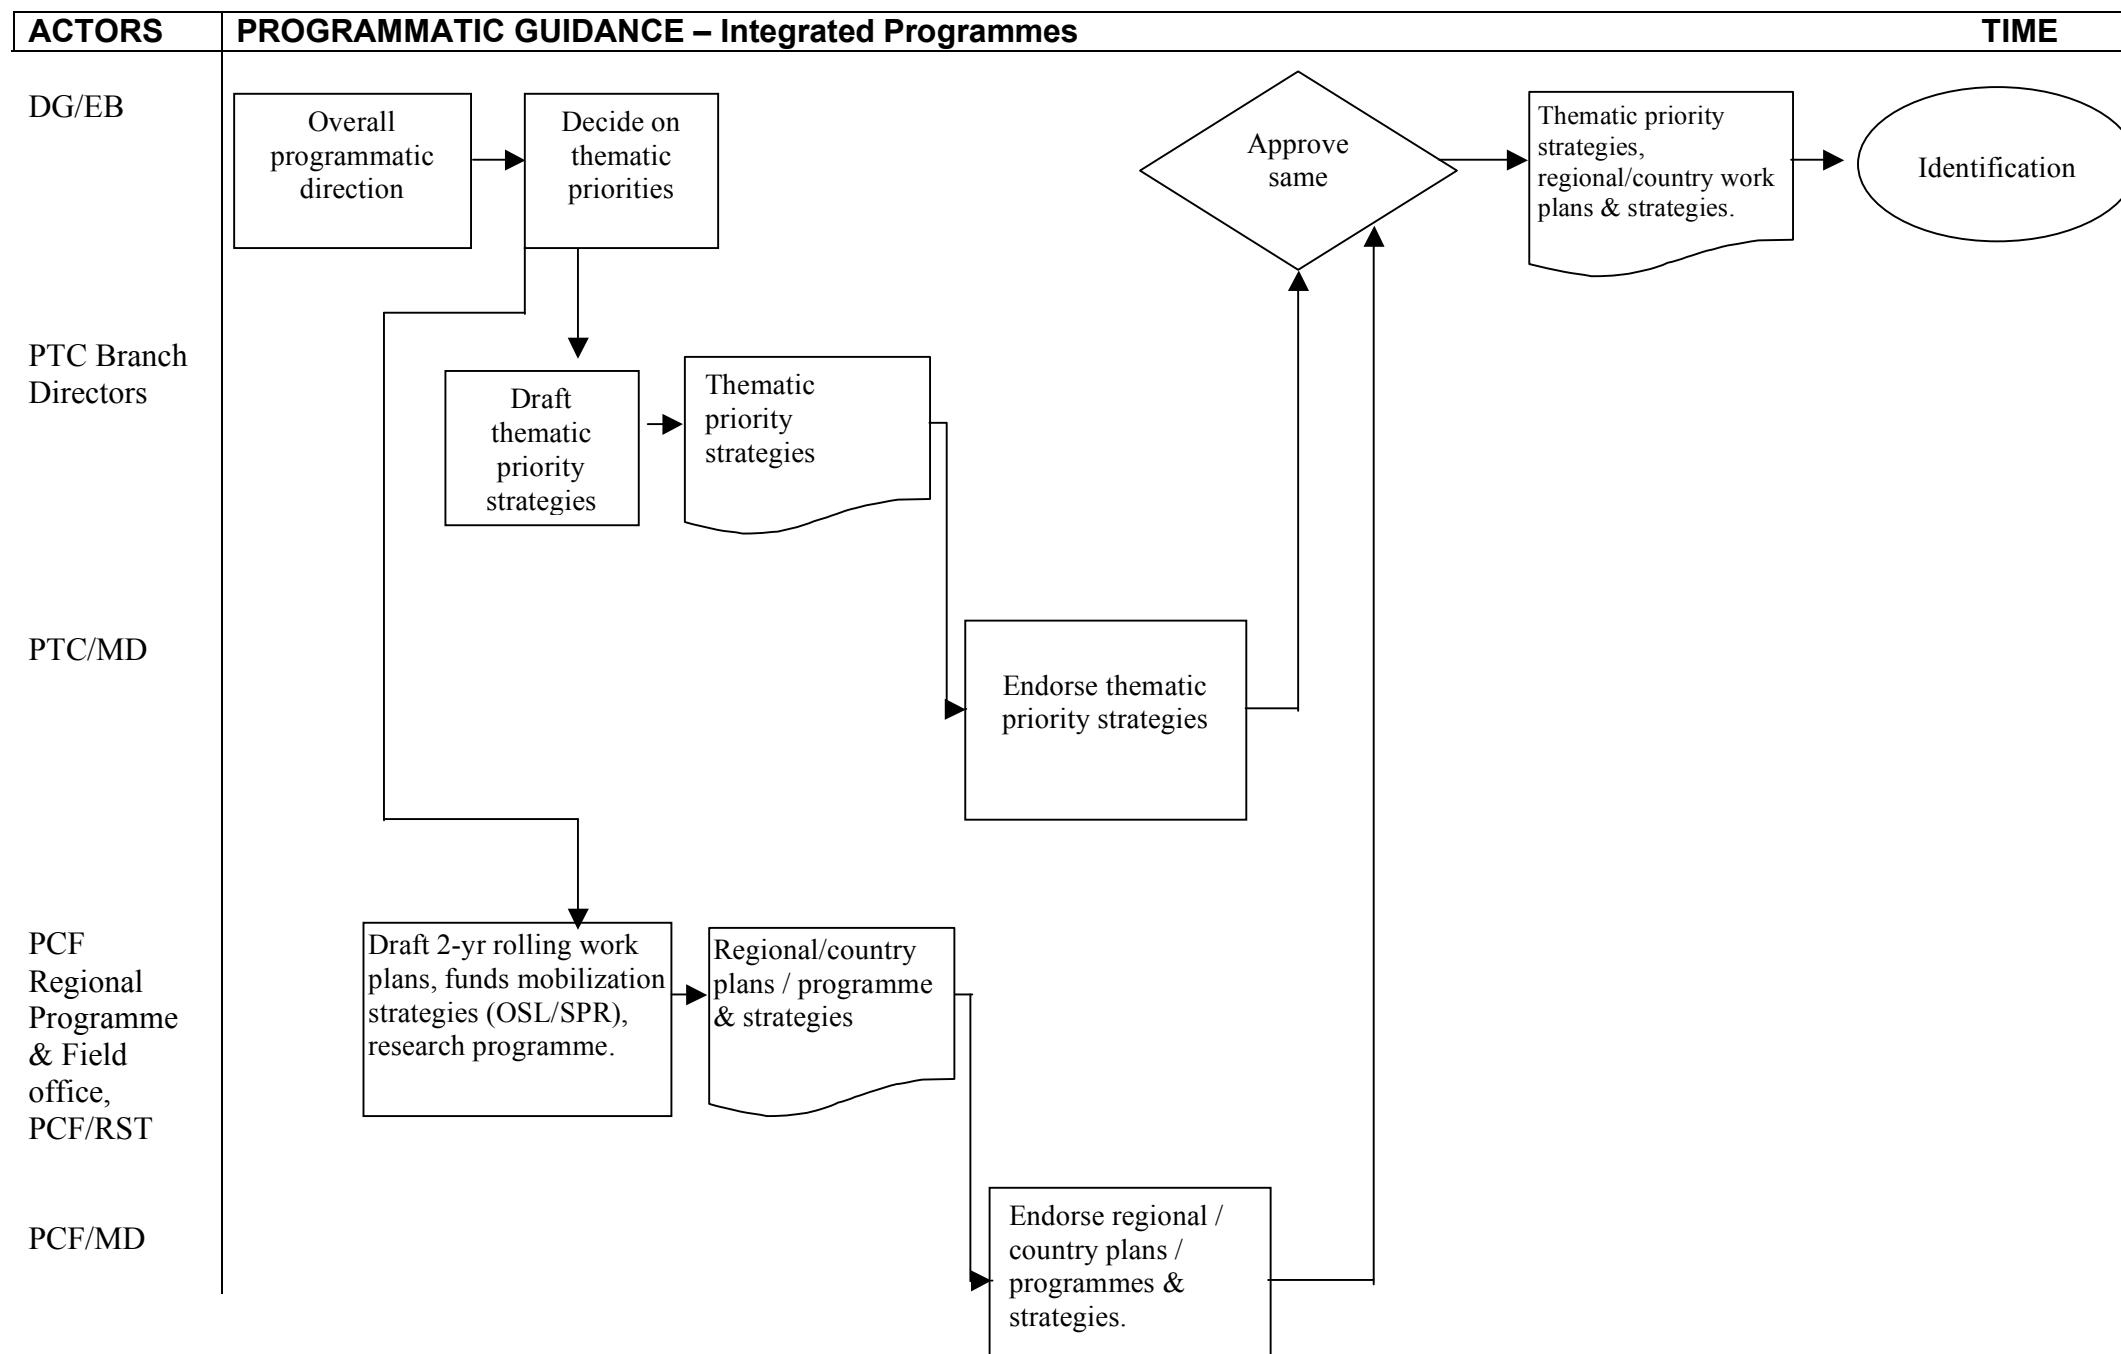 ACTORS
PROGRAMMATIC GUIDANCE – Integrated Programmes
TIME
DG/EB
Overall
programmatic
direction
Decide on
thematic
priorities
Approve
same
Thematic priority
strategies,
regional/country work
plans & strategies.
Identification
PTC Branch
Directors
Draft
thematic
priority
strategies
Thematic
priority
strategies
PTC/MD
Endorse thematic
priority strategies
PCF
Regional
Programme
& Field
office,
PCF/RST
Draft 2-yr rolling work
plans, funds mobilization
strategies (OSL/SPR),
research programme.
Regional/country
plans / programme
& strategies
PCF/MD
Endorse regional /
country plans /
programmes &
strategies.